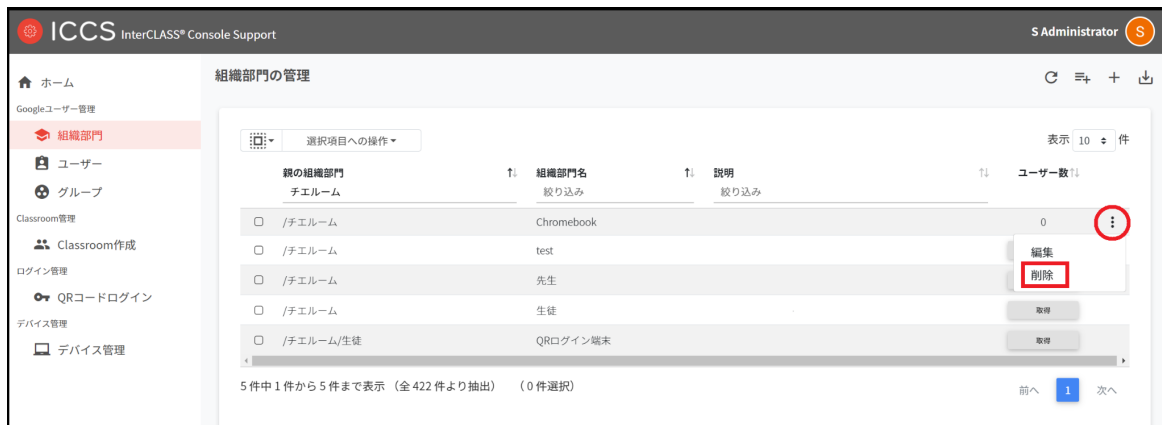 ICCS InterCLASS® Console Support
S Administrator S
ホーム
Googleユーザー管理
組織部門
ユーザー
グループ
Classroom管理
Classroom作成
ログイン管理
QRコードログイン
デバイス管理
デバイス管理
組織部門の管理
選択項目への操作
表示 10 件
親の組織部門 組織部門名 説明 ユーザー数
チエルーム 絞り込み 絞り込み
/チエルーム Chromebook 0
/チエルーム test
編集
/チエルーム 先生
削除
/チエルーム 生徒 取得
/チエルーム/生徒 QRログイン端末 取得
5 件中 1 件から 5 件まで表示 （全 422 件より抽出） （ 0 件選択）
前へ 1 次へ